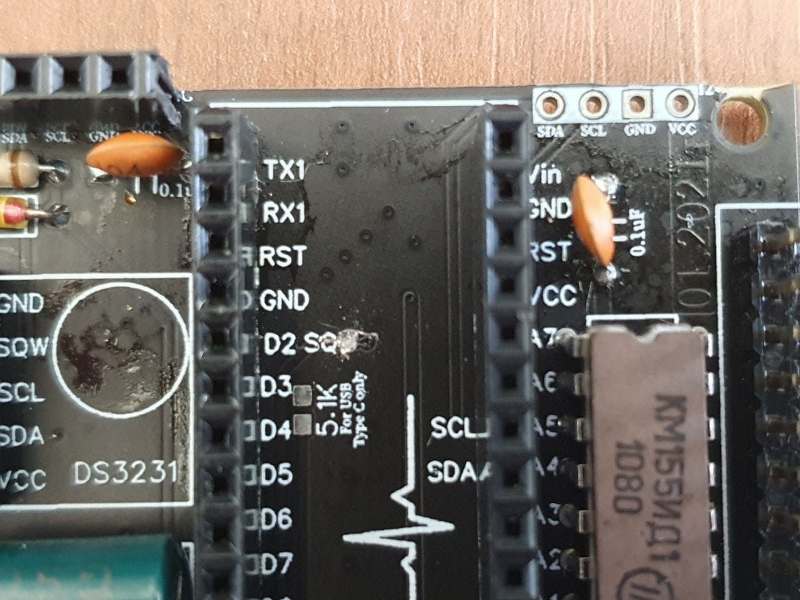 SDA
SCL
GND
SDA
SCL
GND
VCC
0.1u
TX1
RX1
RST
GND
D2 SQ
D3
D4
D5
D6
D7
5.1K
For USB
Type C only
Vin
GND
RST
VCC
A7
A6
SCL A5
SDA A4
A3
A2
0.1uF
01.2021
GND
SQW
SCL
SDA
VCC
DS3231
КМ155ИД1
1080